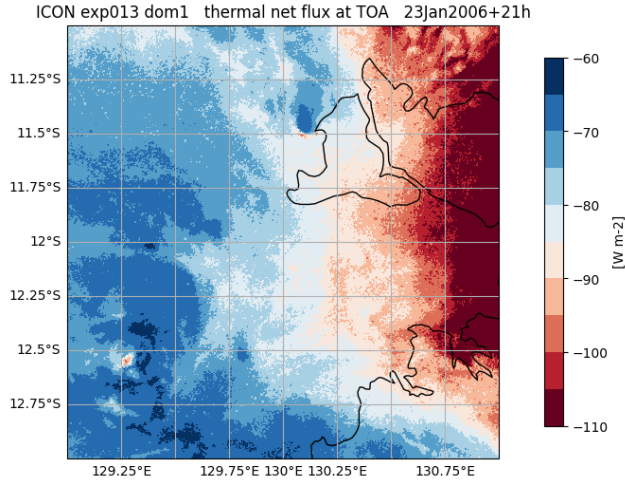 ICON exp013 dom1   thermal net flux at TOA   23Jan2006+21h
11.25°S
11.5°S
11.75°S
12°S
12.25°S
12.5°S
12.75°S
129.25°E
129.75°E
130°E
130.25°E
130.75°E
−60
−70
−80
−90
−100
−110
[W m-2]